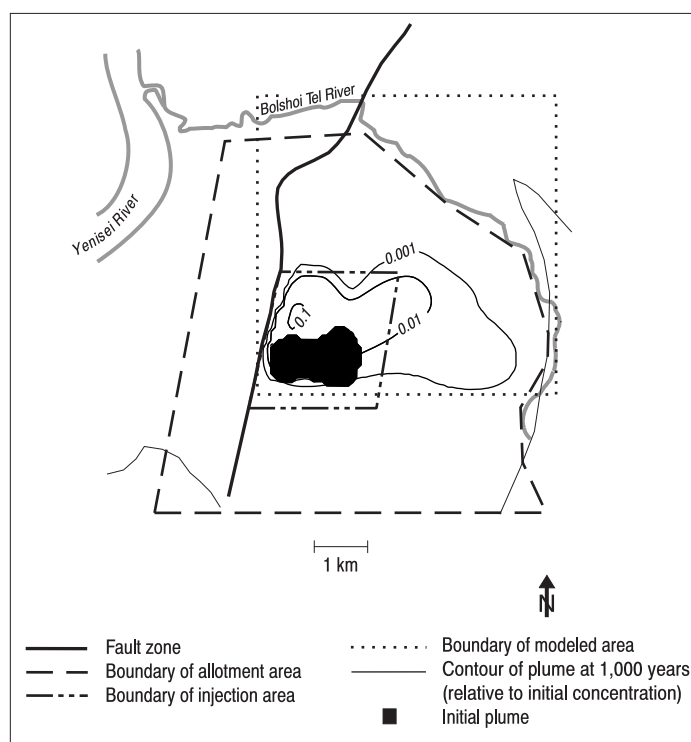 Bolshoi Tel River
Yenisei River
0.001
0.1
0.01
1 km
N
Fault zone
Boundary of allotment area
Boundary of injection area
Boundary of modeled area
Contour of plume at 1,000 years
(relative to initial concentration)
Initial plume